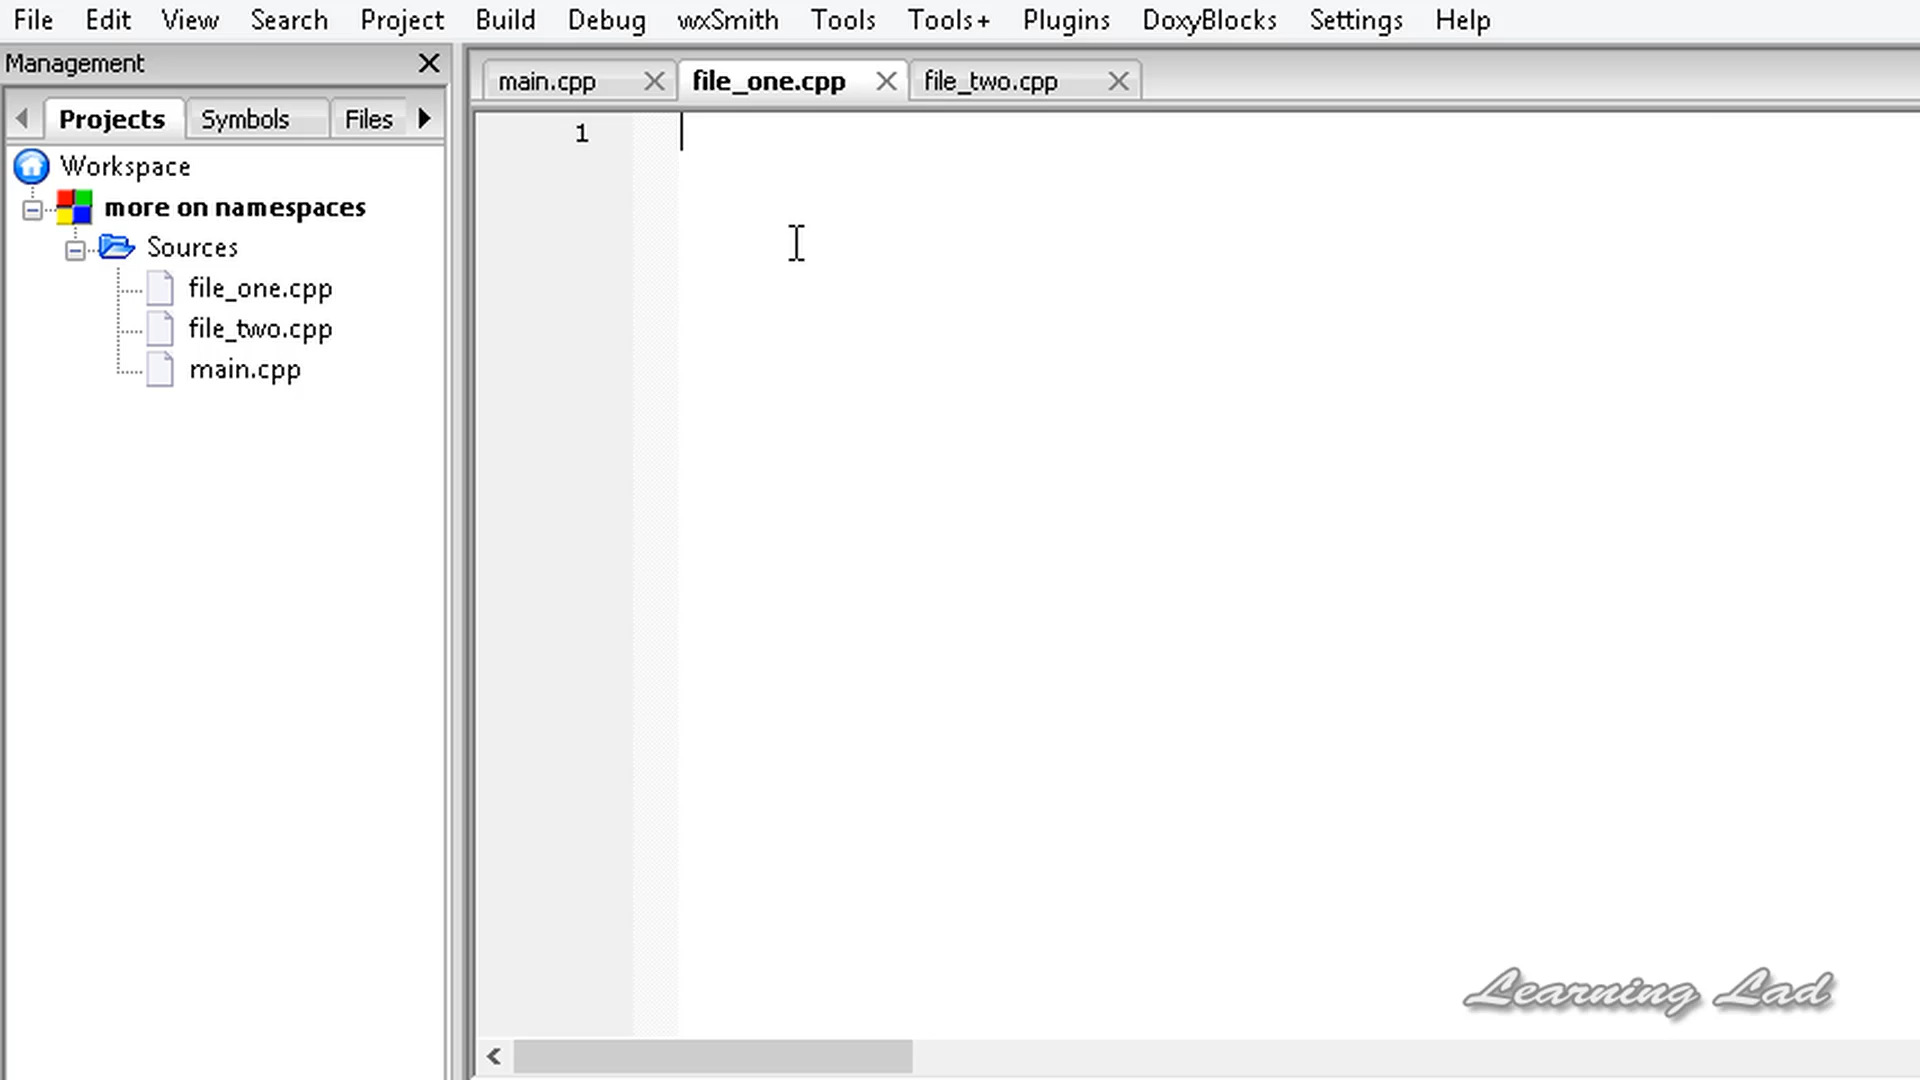 File Edit View Search Project Build Debug wxSmith Tools Tools+ Plugins DoxyBlocks Settings Help
Management
Projects Symbols Files
Workspace
more on namespaces
Sources
file_one.cpp
file_two.cpp
main.cpp
main.cpp file_one.cpp file_two.cpp
1
Learning Lad